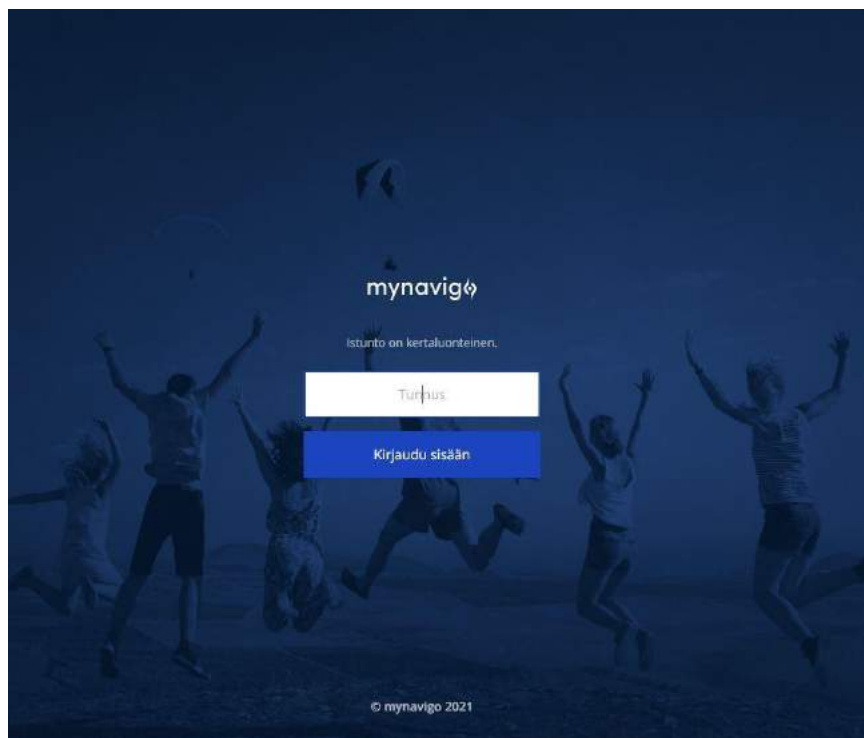 mynavigo
Istunto on kertaluonteinen.
Tunnus
Kirjaudu sisään
© mynavigo 2021